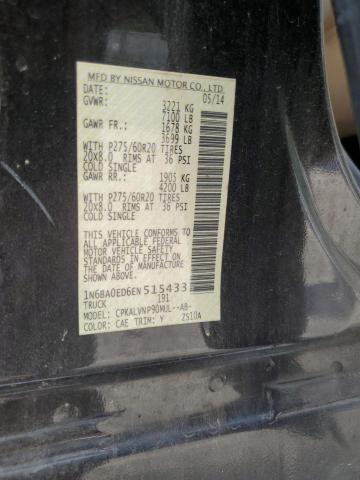 MFD BY NISSAN MOTOR CO., LTD
DATE: 05/14
GVWR: 3221 KG
7100 LB
GAWR FR.: 1678 KG
3699 LB
WITH P275/60R20 TIRES
20X8.0 RIMS AT 36 PSI
COLD SINGLE
GAWR RR.: 1905 KG
4200 LB
WITH P275/60R20 TIRES
20X8.0 RIMS AT 36 PSI
COLD SINGLE
THIS VEHICLE CONFORMS TO
ALL APPLICABLE FEDERAL
MOTOR VEHICLE SAFETY
STANDARDS IN EFFECT ON
THE DATE OF MANUFACTURE
SHOWN ABOVE.
1N6BA0ED6EN515433
TRUCK 191
MODEL: CPKALVNP90MUL--AB-
COLOR: CAE TRIM: Y ZS10A